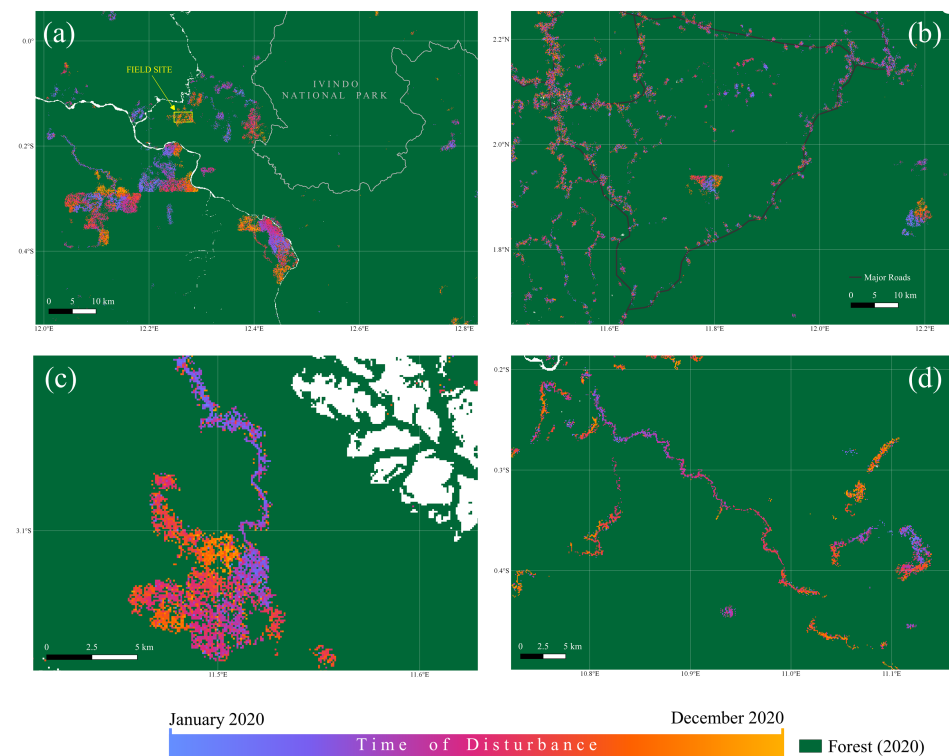 (a)
0.0°
FIELD SITE
IVINDO
NATIONAL PARK
0.2°S
0.4°S
0 5 10 km
12.0°E 12.2°E 12.4°E 12.6°E 12.8°E
(b)
2.2°N
2.0°N
1.8°N
Major Roads
0 5 10 km
11.6°E 11.8°E 12.0°E 12.2°E
(c)
3.1°S
0 2.5 5 km
11.5°E 11.6°E
(d)
0.2°S
0.3°S
0.4°S
0 2.5 5 km
10.8°E 10.9°E 11.0°E 11.1°E
January 2020 December 2020
Time of Disturbance
Forest (2020)